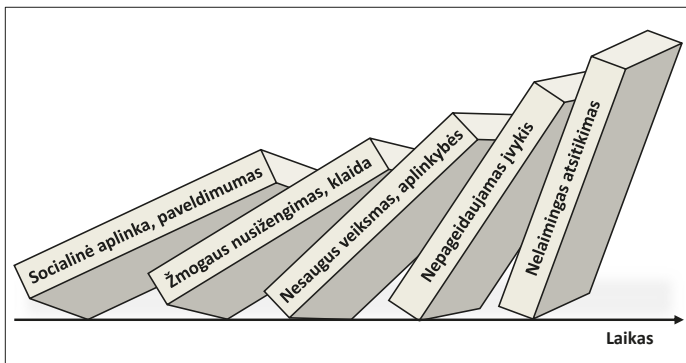 Socialinė aplinka, paveldimumas
Žmogaus nusižengimas, klaida
Nesaugus veiksmas, aplinkybės
Nepageidaujamas įvykis
Nelaimingas atsitikimas
Laikas